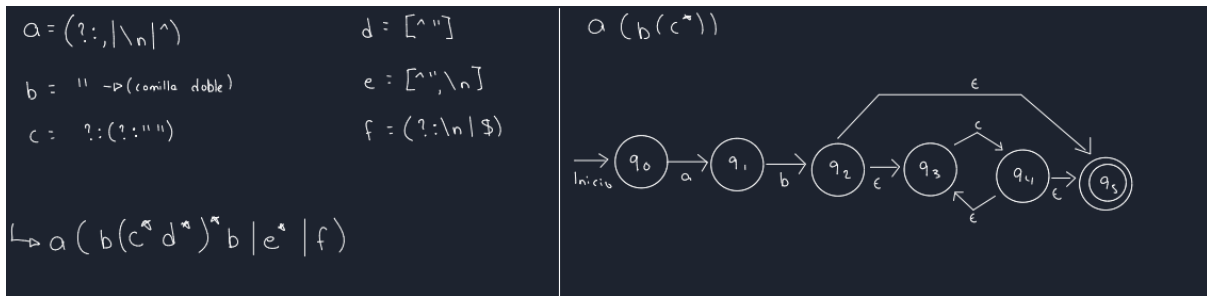 a = (?:,|\n|^)
d = [^"]
b = " → (comilla doble)
e = [^",\n]
c = ?:(?:"")
f = (?:\n|$)
↳ a ( b(c* d*)* b | e* | f )
a (b(c*))
ε
c
Inicio q0 a q1 b q2 ε q3 q4 ε q5
ε